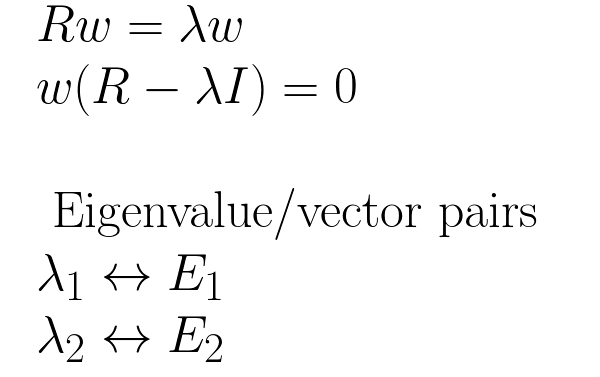 Rw = λw
w(R − λI) = 0
Eigenvalue/vector pairs
λ₁ ↔ E₁
λ₂ ↔ E₂